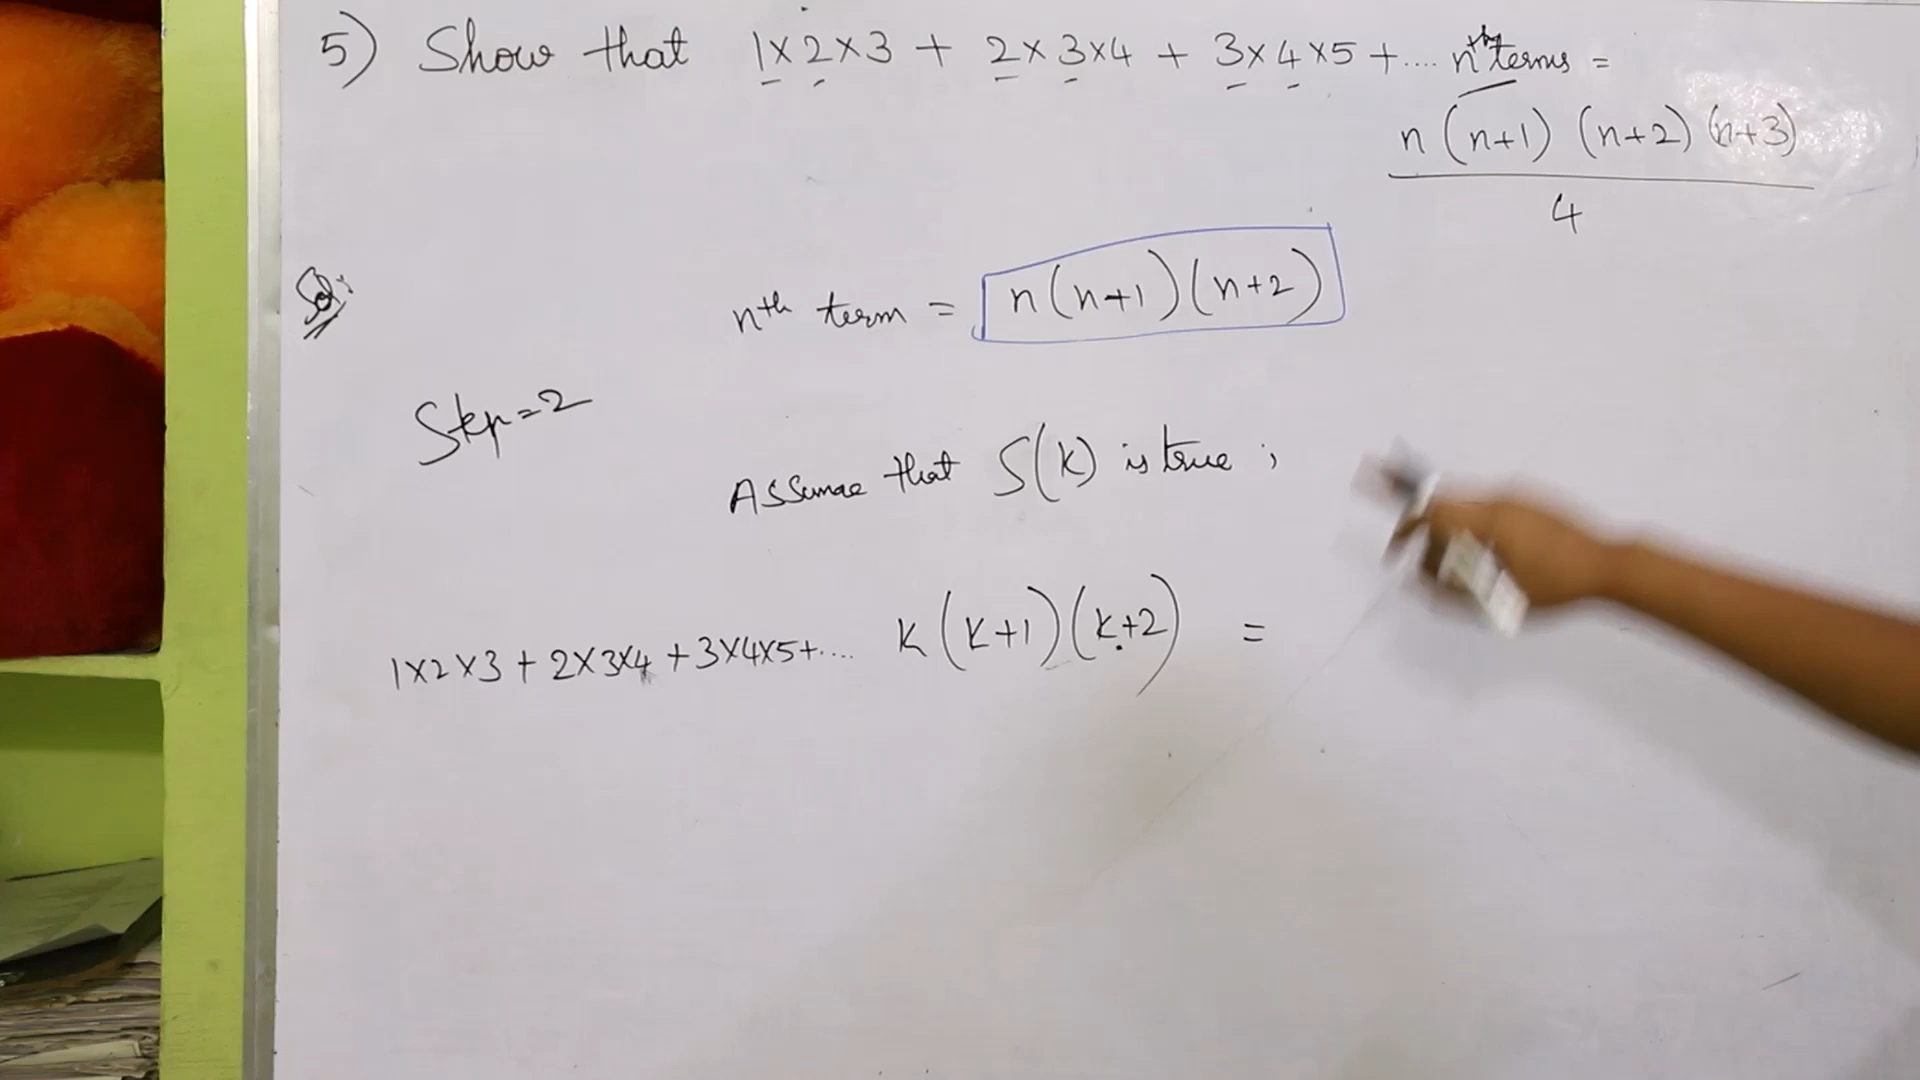 5) Show that 1×2×3 + 2×3×4 + 3×4×5 +.... nth terms =
n(n+1) (n+2) (n+3)
4
Sol:
nth term = n(n+1)(n+2)
Step=2
Assume that S(K) is true ;
1×2×3 + 2×3×4 +3×4×5+.... K(K+1)(K+2) =